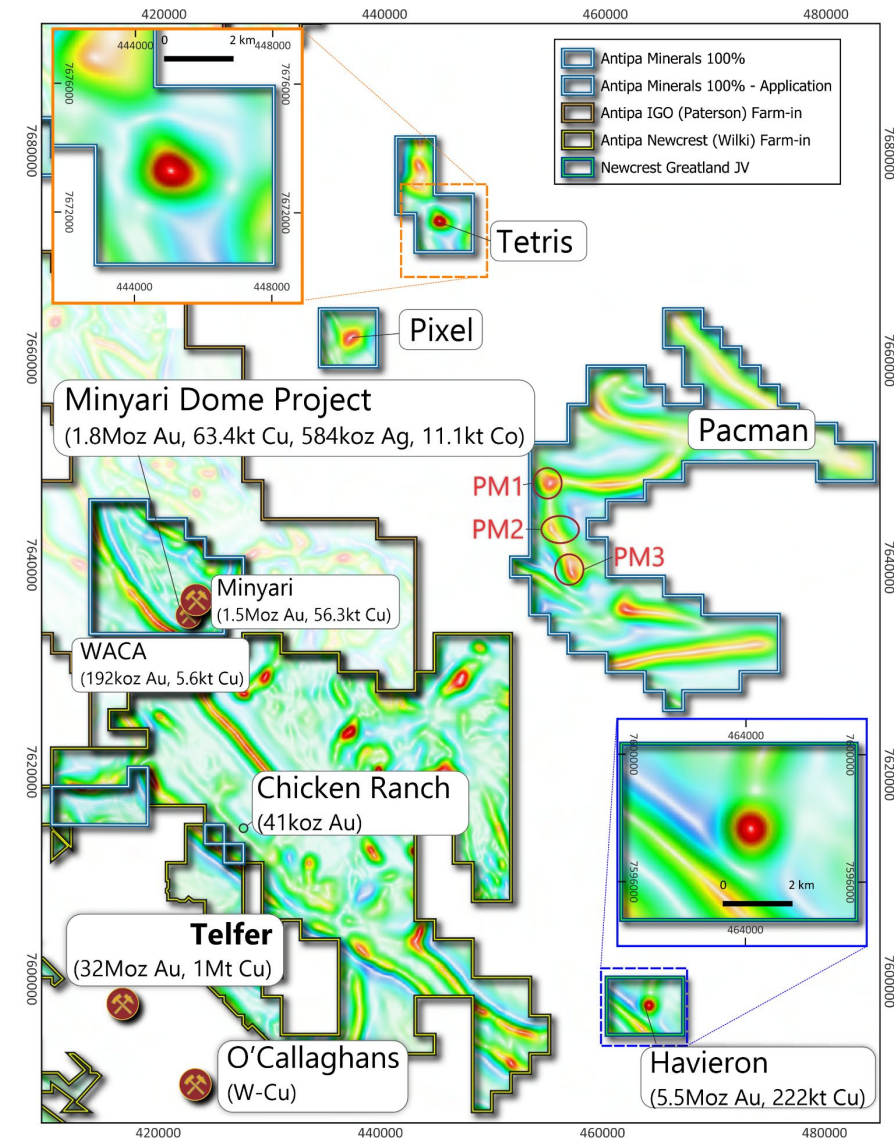 420000
440000
460000
480000
444000
0
2 km
448000
7676000
7676000
7672000
7672000
444000
448000
Antipa Minerals 100%
Antipa Minerals 100% - Application
Antipa IGO (Paterson) Farm-in
Antipa Newcrest (Wilki) Farm-in
Newcrest Greatland JV
7680000
7680000
Tetris
Pixel
7660000
7660000
Minyari Dome Project
(1.8Moz Au, 63.4kt Cu, 584koz Ag, 11.1kt Co)
Pacman
PM1
PM2
PM3
7640000
7640000
Minyari
(1.5Moz Au, 56.3kt Cu)
WACA
(192koz Au, 5.6kt Cu)
464000
7600000
7600000
7620000
7620000
Chicken Ranch
(41koz Au)
0
2 km
7596000
7596000
464000
Telfer
(32Moz Au, 1Mt Cu)
7600000
7600000
O'Callaghans
(W-Cu)
Havieron
(5.5Moz Au, 222kt Cu)
420000
440000
460000
480000